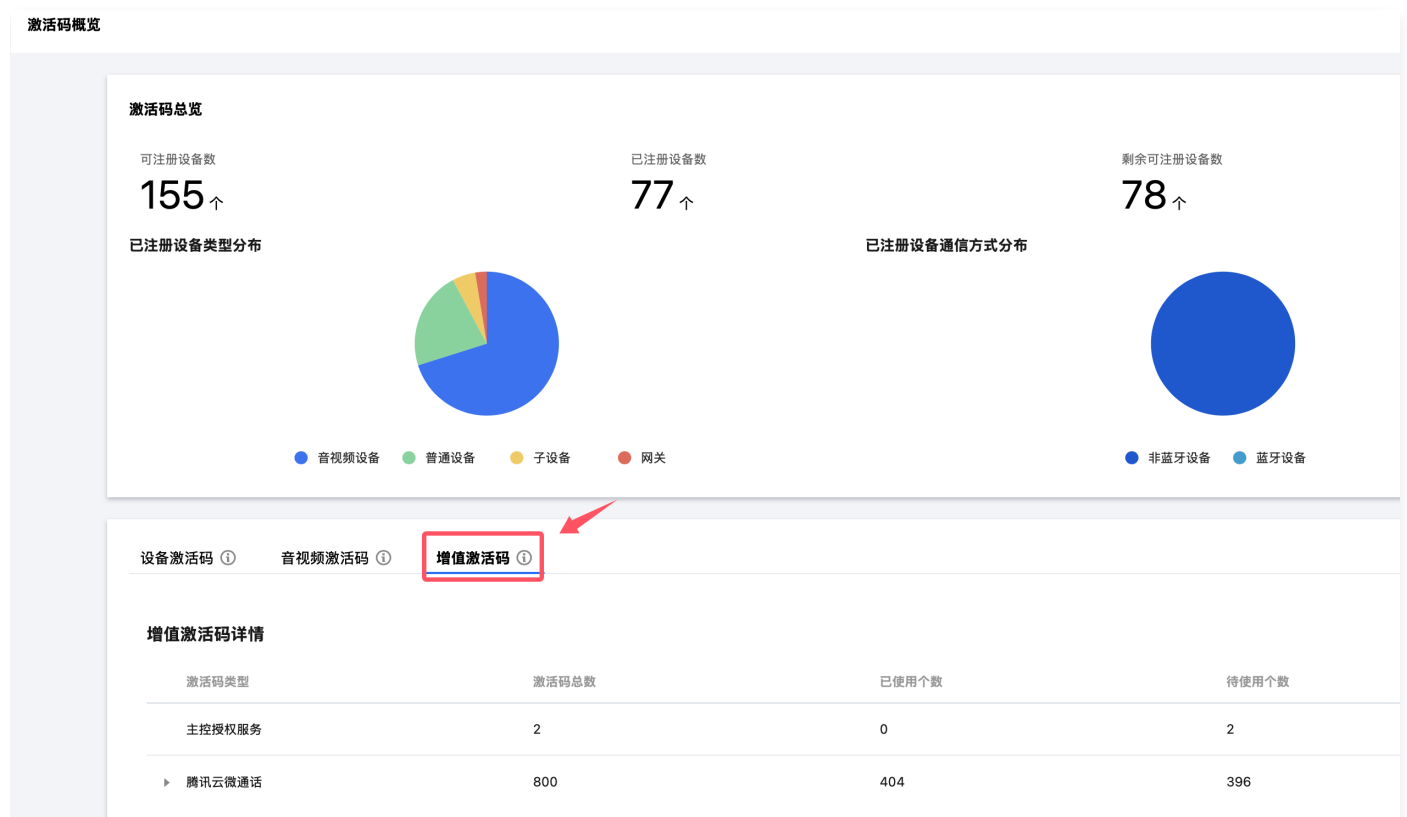 激活码概览
激活码总览
可注册设备数 已注册设备数 剩余可注册设备数
155个 77个 78个
已注册设备类型分布 已注册设备通信方式分布
音视频设备 普通设备 子设备 网关 非蓝牙设备 蓝牙设备
设备激活码 音视频激活码 增值激活码
增值激活码详情
激活码类型 激活码总数 已使用个数 待使用个数
主控授权服务 2 0 2
腾讯云微通话 800 404 396